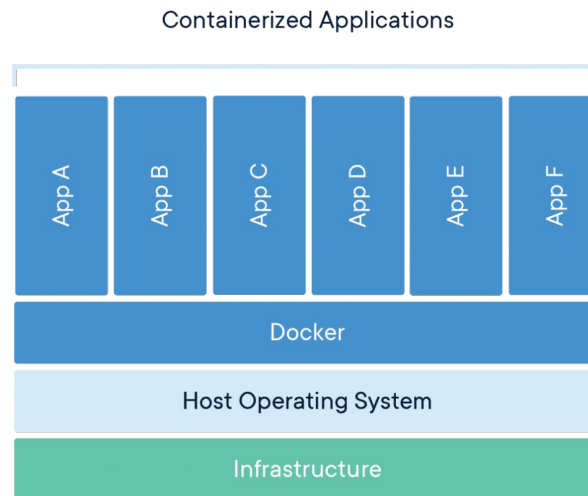 Containerized Applications
App A
App B
App C
App D
App E
App F
Docker
Host Operating System
Infrastructure